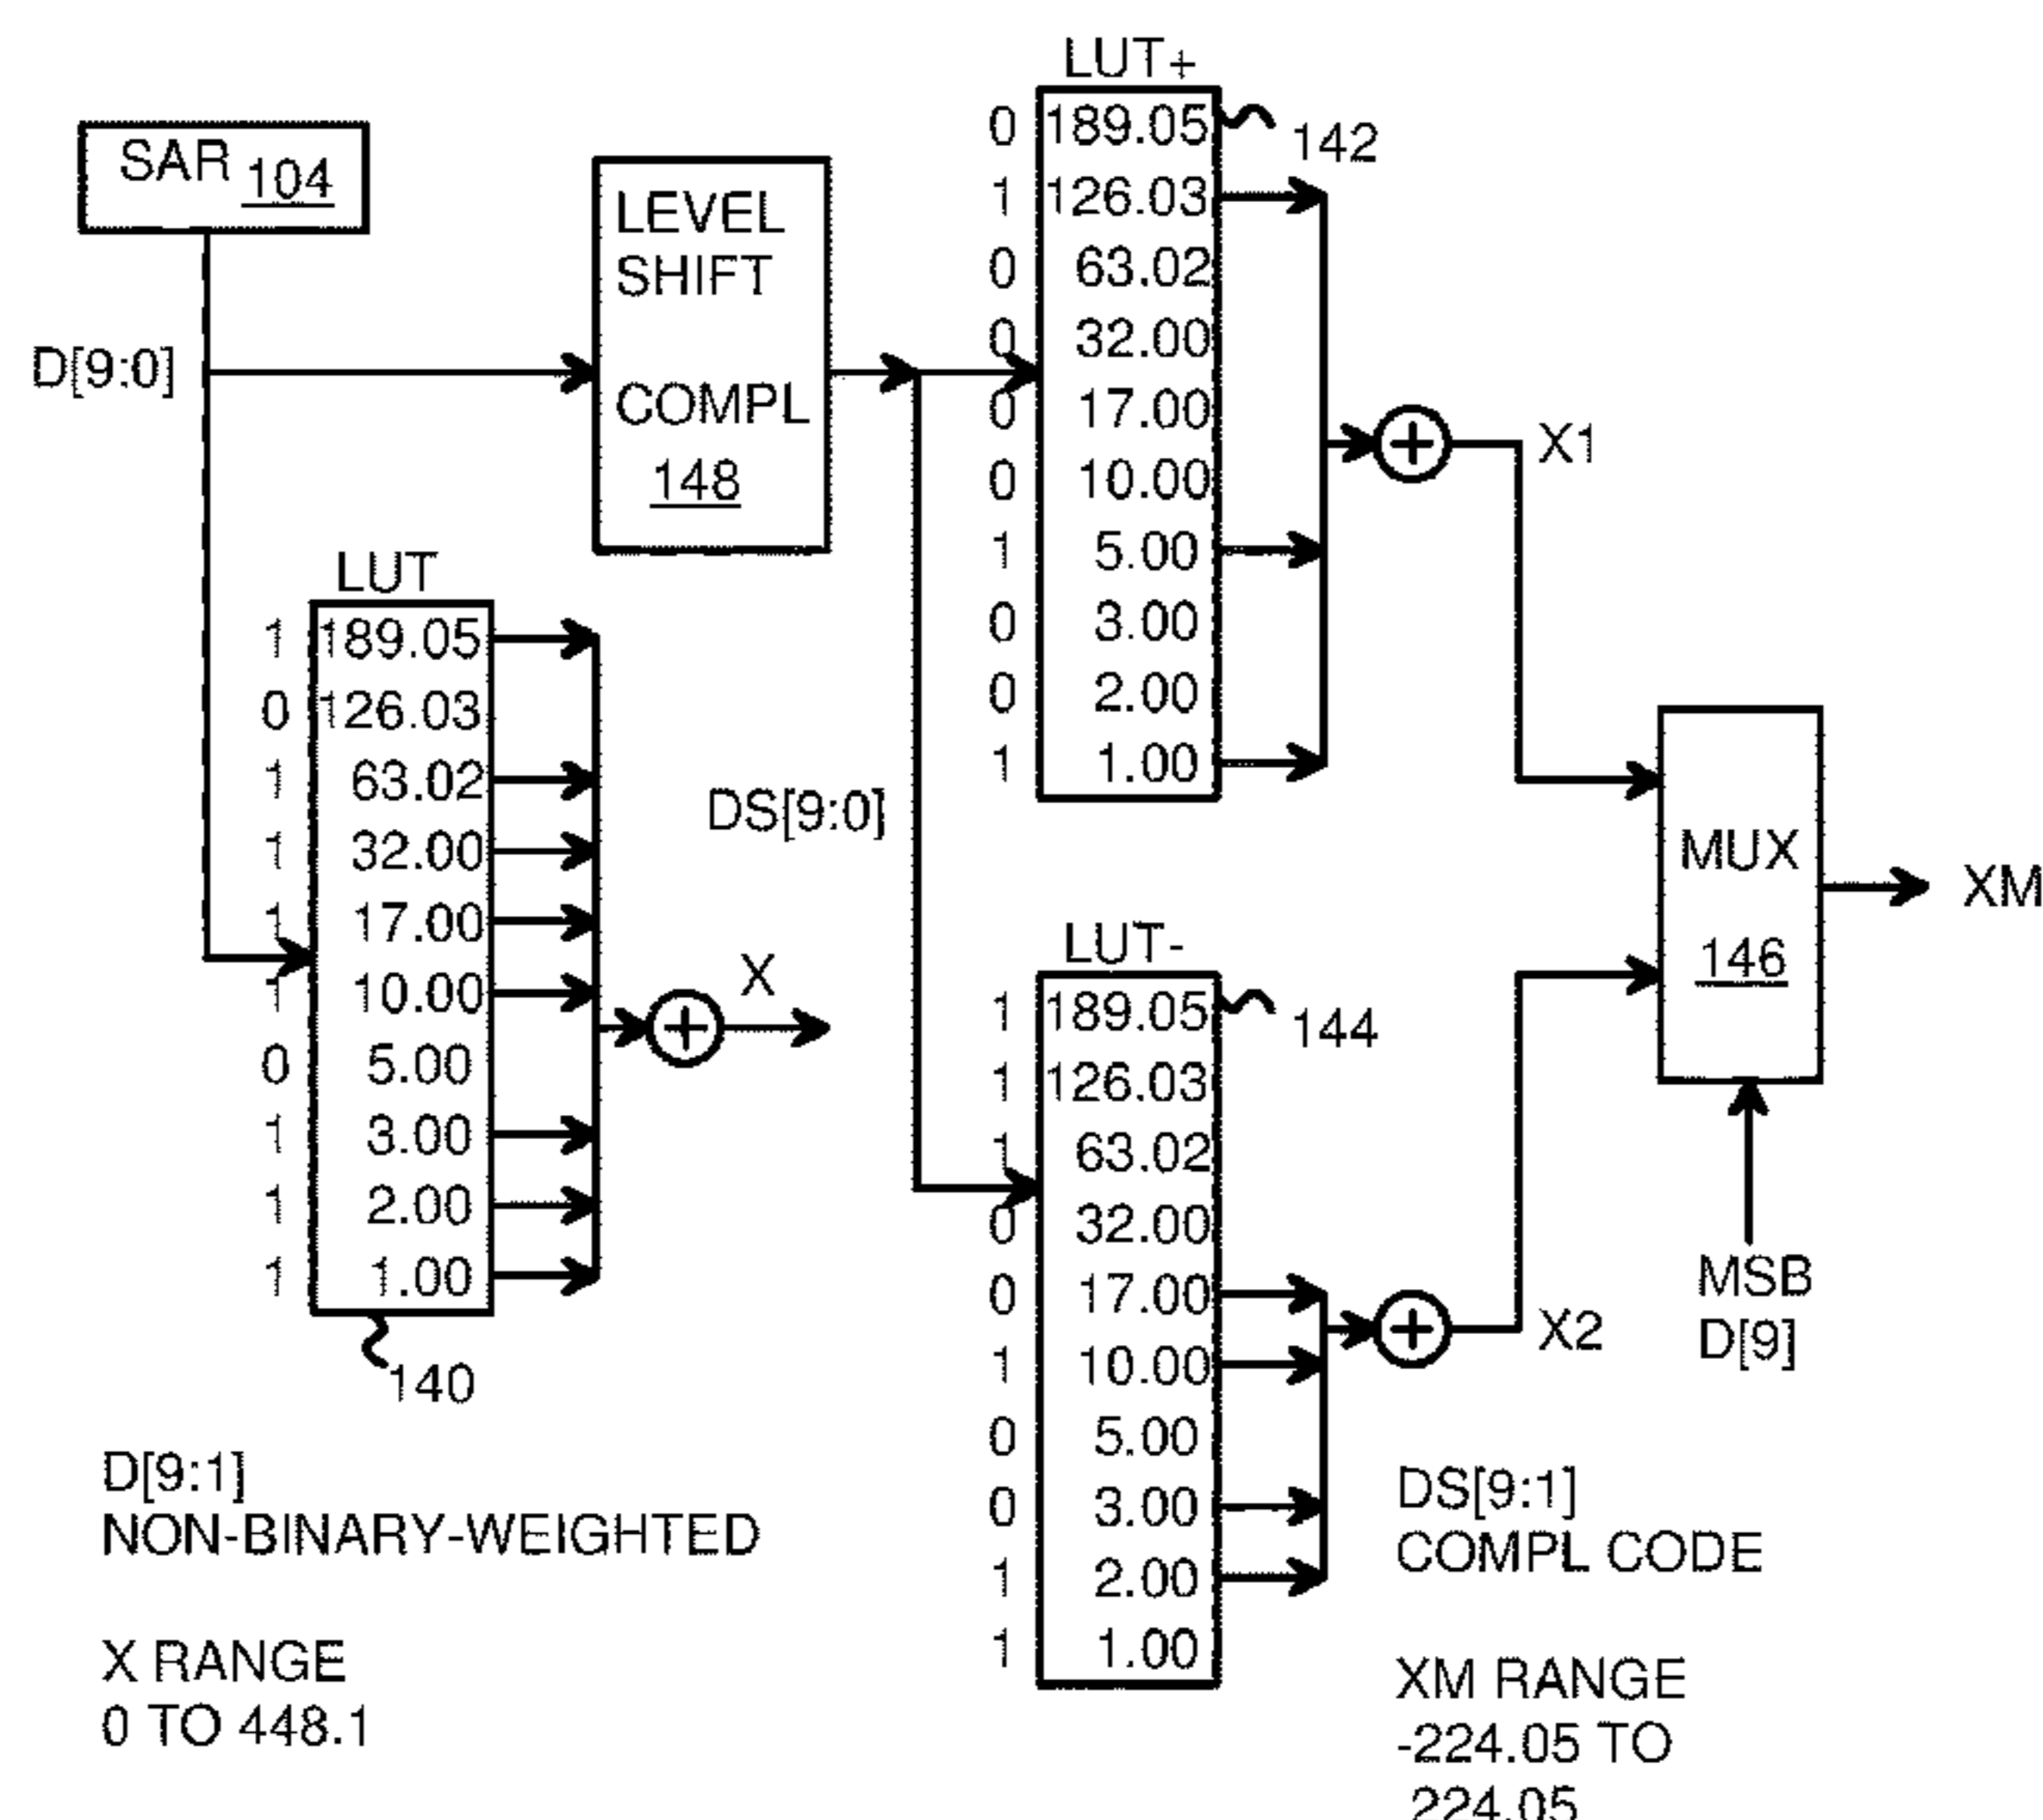 SAR 104
D[9:0]
LEVEL
SHIFT
COMPL
148
LUT+
0 189.05
1 126.03
0 63.02
0 32.00
0 17.00
0 10.00
1 5.00
0 3.00
0 2.00
1 1.00
142
X1
LUT
1 189.05
0 126.03
1 63.02
1 32.00
1 17.00
1 10.00
0 5.00
1 3.00
1 2.00
1 1.00
140
X
DS[9:0]
LUT-
1 189.05
1 126.03
1 63.02
0 32.00
0 17.00
1 10.00
0 5.00
0 3.00
1 2.00
1 1.00
144
X2
MUX
146
XM
MSB
D[9]
D[9:1]
NON-BINARY-WEIGHTED
X RANGE
0 TO 448.1
DS[9:1]
COMPL CODE
XM RANGE
-224.05 TO
224.05